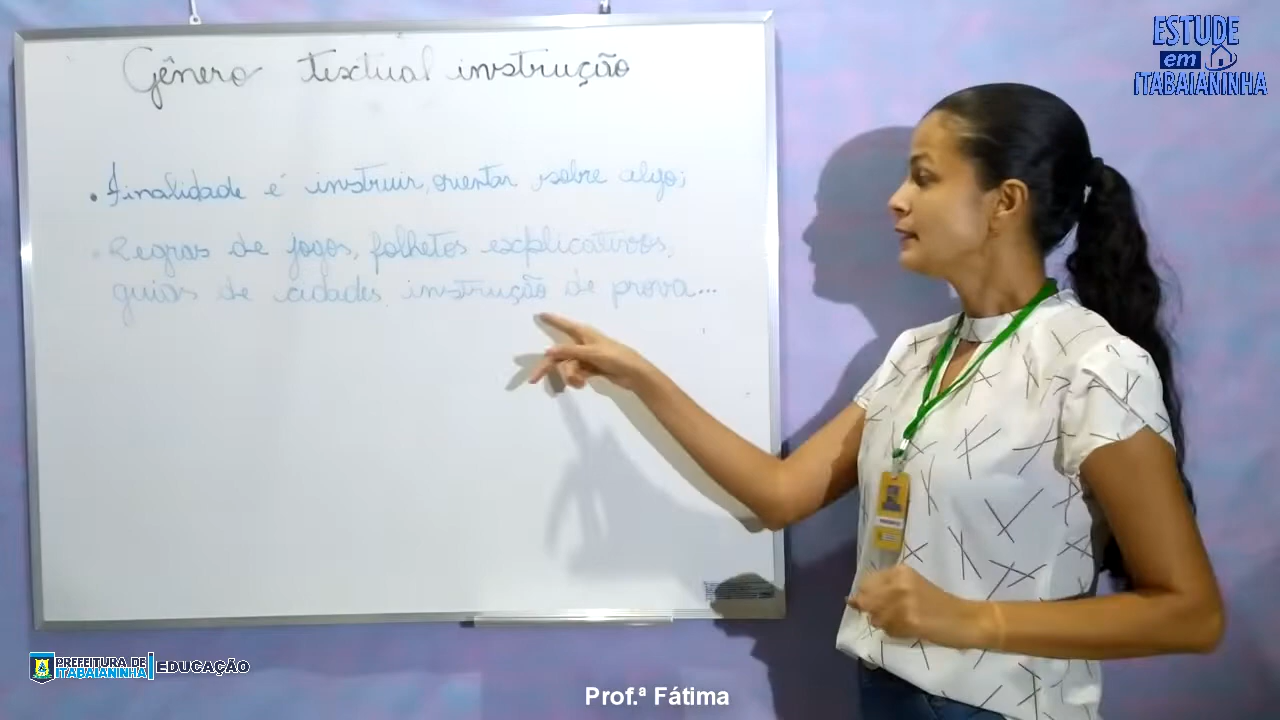 ESTUDE
em
ITABAIANINHA
Gênero textual instrução
. Finalidade é instruir, orientar sobre algo;
. Regras de jogos, folhetos explicativos,
guias de cidades instrução de prova...
PREFEITURA DE
ITABAIANINHA
EDUCAÇÃO
Prof.ª Fátima